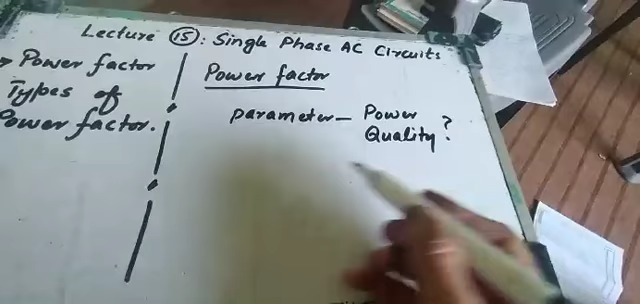 Lecture 15: Single Phase AC Circuits
→ Power factor
Types of
Power factor.
Power factor
parameter – Power
Quality?